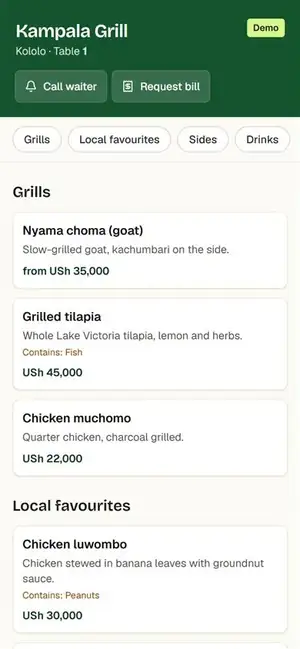 Kampala Grill
Demo
Kololo · Table 1
Call waiter
Request bill
Grills
Local favourites
Sides
Drinks
Grills
Nyama choma (goat)
Slow-grilled goat, kachumbari on the side.
from USh 35,000
Grilled tilapia
Whole Lake Victoria tilapia, lemon and herbs.
Contains: Fish
USh 45,000
Chicken muchomo
Quarter chicken, charcoal grilled.
USh 22,000
Local favourites
Chicken luwombo
Chicken stewed in banana leaves with groundnut
sauce.
Contains: Peanuts
USh 30,000